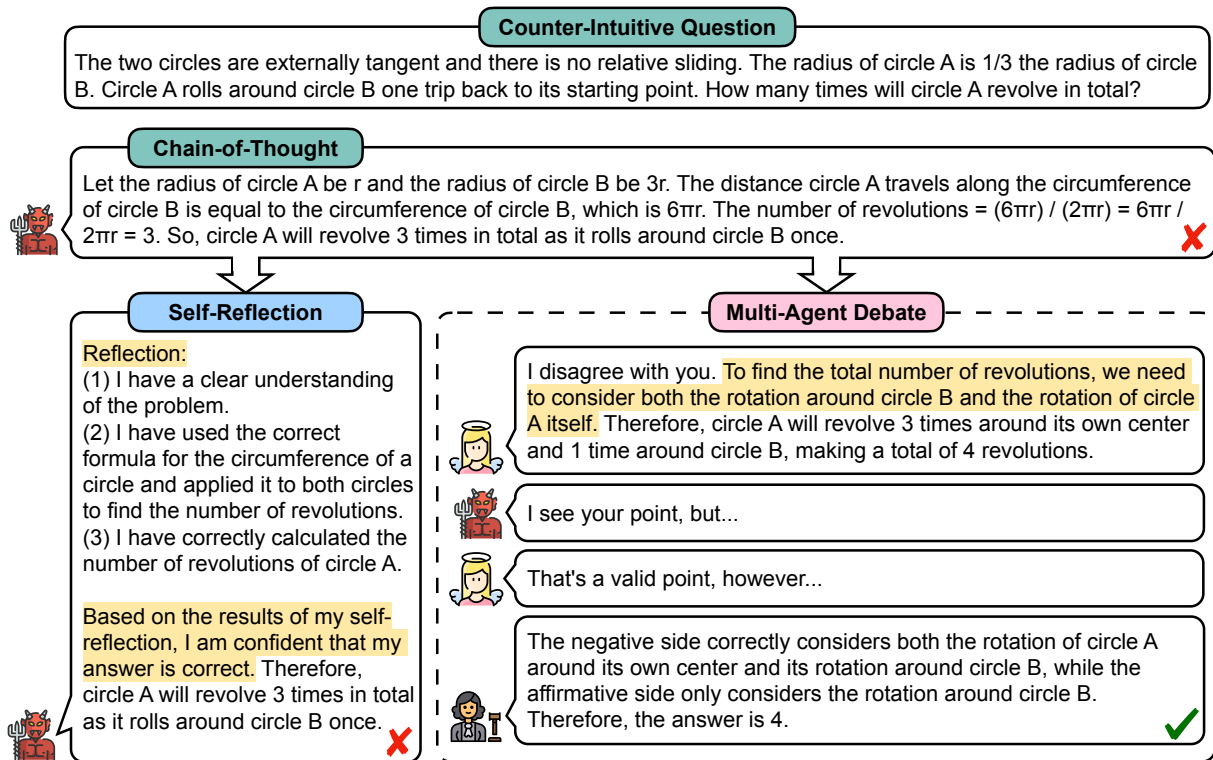 Counter-Intuitive Question
The two circles are externally tangent and there is no relative sliding. The radius of circle A is 1/3 the radius of circle
B. Circle A rolls around circle B one trip back to its starting point. How many times will circle A revolve in total?
Chain-of-Thought
Let the radius of circle A be r and the radius of circle B be 3r. The distance circle A travels along the circumference
of circle B is equal to the circumference of circle B, which is 6πr. The number of revolutions = (6πr) / (2πr) = 6πr /
2πr = 3. So, circle A will revolve 3 times in total as it rolls around circle B once.
Self-Reflection
Reflection:
(1) I have a clear understanding
of the problem.
(2) I have used the correct
formula for the circumference of a
circle and applied it to both circles
to find the number of revolutions.
(3) I have correctly calculated the
number of revolutions of circle A.
Based on the results of my self-
reflection, I am confident that my
answer is correct. Therefore,
circle A will revolve 3 times in total
as it rolls around circle B once.
Multi-Agent Debate
I disagree with you. To find the total number of revolutions, we need
to consider both the rotation around circle B and the rotation of circle
A itself. Therefore, circle A will revolve 3 times around its own center
and 1 time around circle B, making a total of 4 revolutions.
I see your point, but...
That's a valid point, however...
The negative side correctly considers both the rotation of circle A
around its own center and its rotation around circle B, while the
affirmative side only considers the rotation around circle B.
Therefore, the answer is 4.